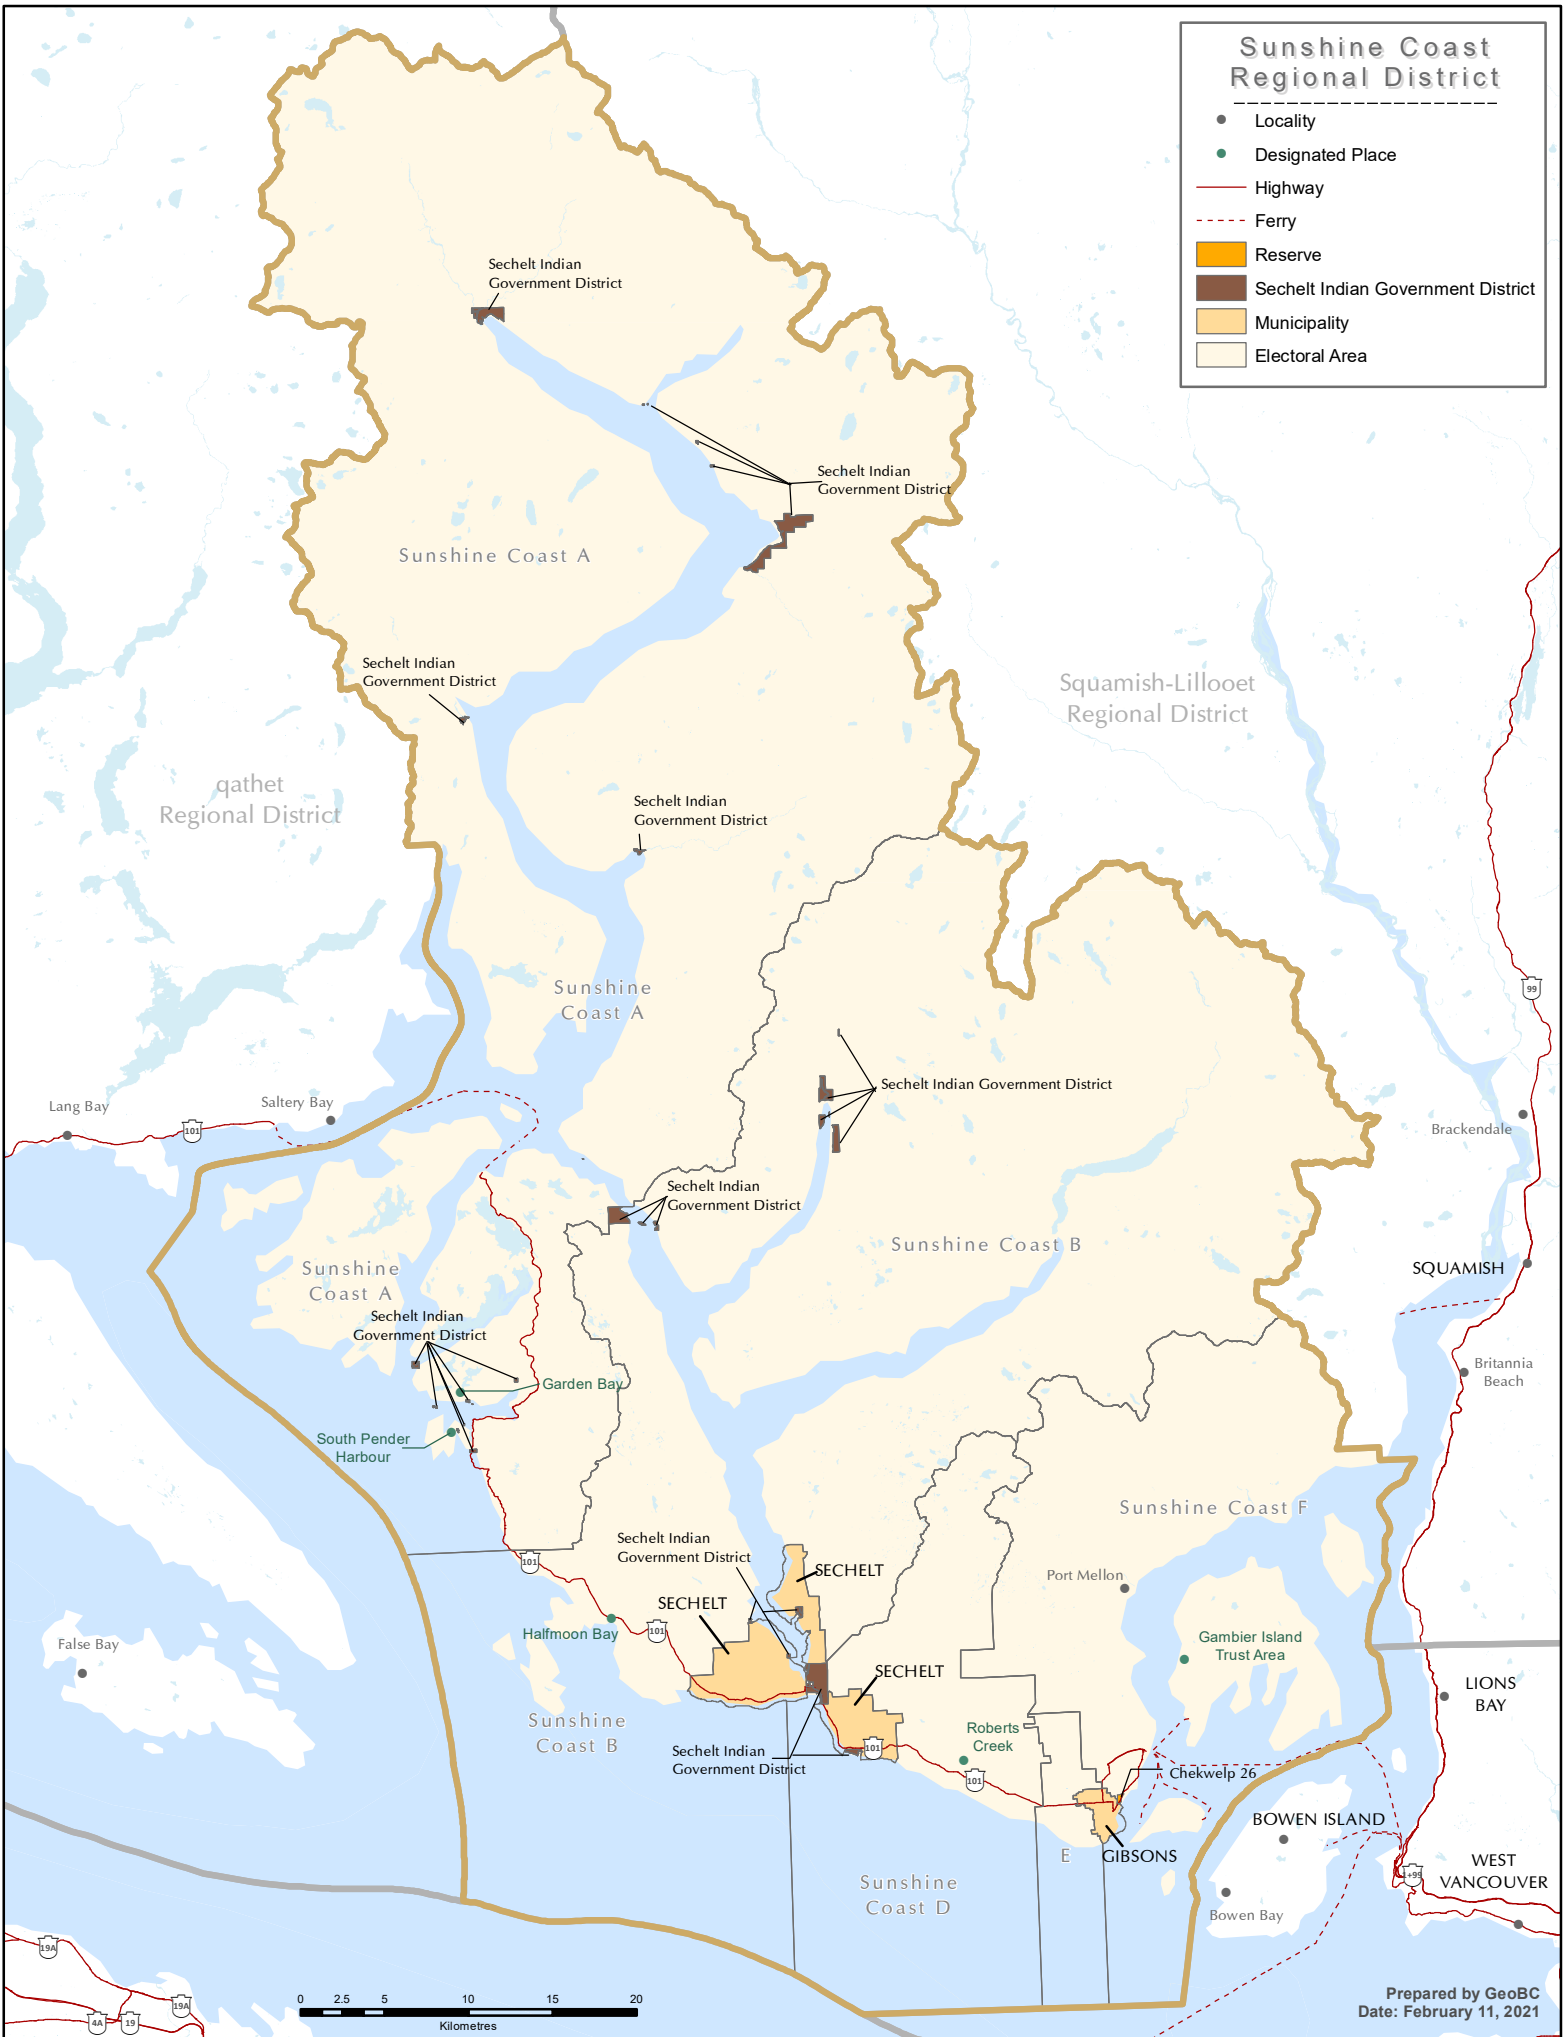 Sunshine Coast
Regional District
Locality
Designated Place
Highway
Ferry
Reserve
Sechelt Indian Government District
Municipality
Electoral Area
Sechelt Indian
Government District
Sechelt Indian
Government District
Sunshine Coast A
Sechelt Indian
Government District
Squamish-Lillooet
Regional District
qathet
Regional District
Sechelt Indian
Government District
Sunshine
Coast A
99
Sechelt Indian Government District
Lang Bay
Saltery Bay
101
Brackendale
Sechelt Indian
Government District
Sunshine Coast B
Sunshine
Coast A
SQUAMISH
Sechelt Indian
Government District
Britannia
Beach
Garden Bay
South Pender
Harbour
Sunshine Coast F
101
Sechelt Indian
Government District
SECHELT
Port Mellon
SECHELT
Halfmoon Bay
101
False Bay
Gambier Island
Trust Area
SECHELT
LIONS
BAY
Sunshine
Coast B
Roberts
Creek
Sechelt Indian
Government District
101
101
Chekwelp 26
BOWEN ISLAND
E
GIBSONS
WEST
VANCOUVER
1+99
Sunshine
Coast D
Bowen Bay
19A
19A
4A
19
0 2.5 5 10 15 20
Kilometres
Prepared by GeoBC
Date: February 11, 2021